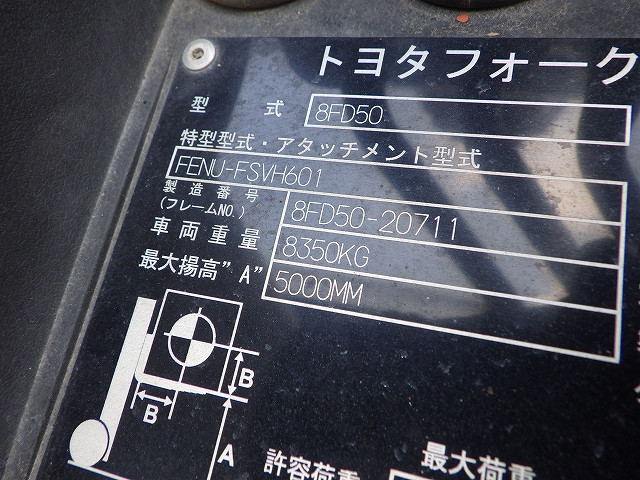 トヨタフォーク
型式 8FD50
特型型式・アタッチメント型式
FENU-FSVH601
製造番号
(フレームNO.) 8FD50-20711
車両重量 8350KG
最大揚高"A" 5000MM
B
B
A
許容荷重
最大荷重